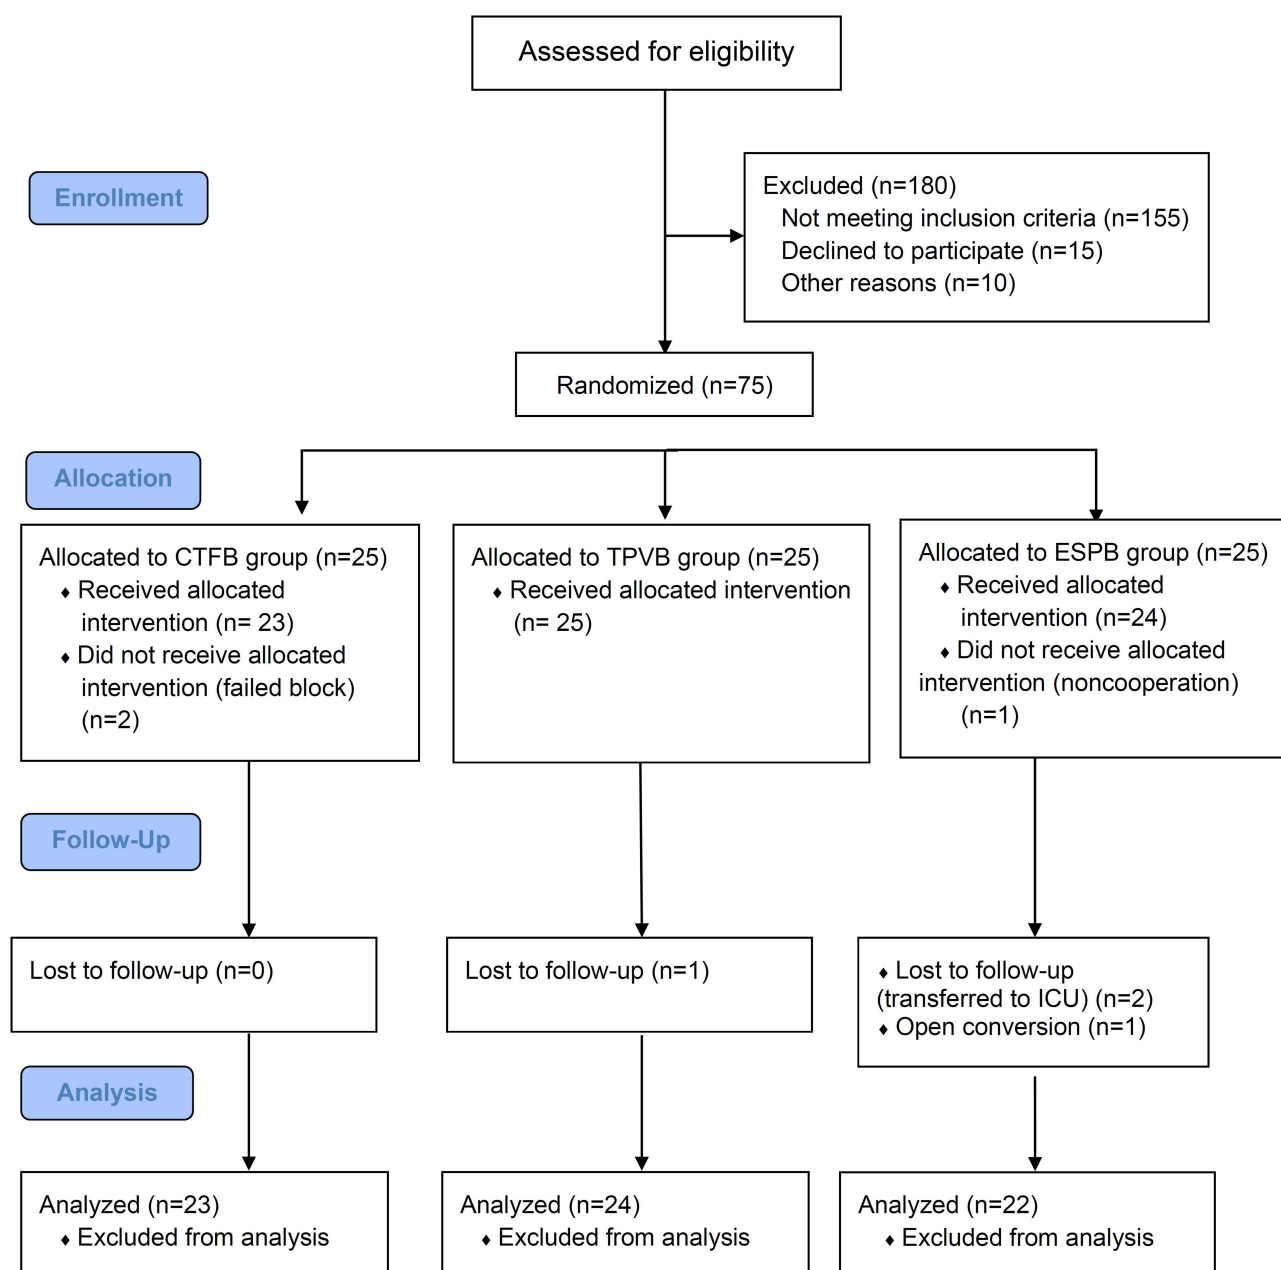 Assessed for eligibility
Enrollment
Excluded (n=180)
Not meeting inclusion criteria (n=155)
Declined to participate (n=15)
Other reasons (n=10)
Randomized (n=75)
Allocation
Allocated to CTFB group (n=25)
♦ Received allocated
intervention (n= 23)
♦ Did not receive allocated
intervention (failed block)
(n=2)
Allocated to TPVB group (n=25)
♦ Received allocated intervention
(n= 25)
Allocated to ESPB group (n=25)
♦ Received allocated
intervention (n=24)
♦ Did not receive allocated
intervention (noncooperation)
(n=1)
Follow-Up
Lost to follow-up (n=0)
Lost to follow-up (n=1)
♦ Lost to follow-up
(transferred to ICU) (n=2)
♦ Open conversion (n=1)
Analysis
Analyzed (n=23)
♦ Excluded from analysis
Analyzed (n=24)
♦ Excluded from analysis
Analyzed (n=22)
♦ Excluded from analysis